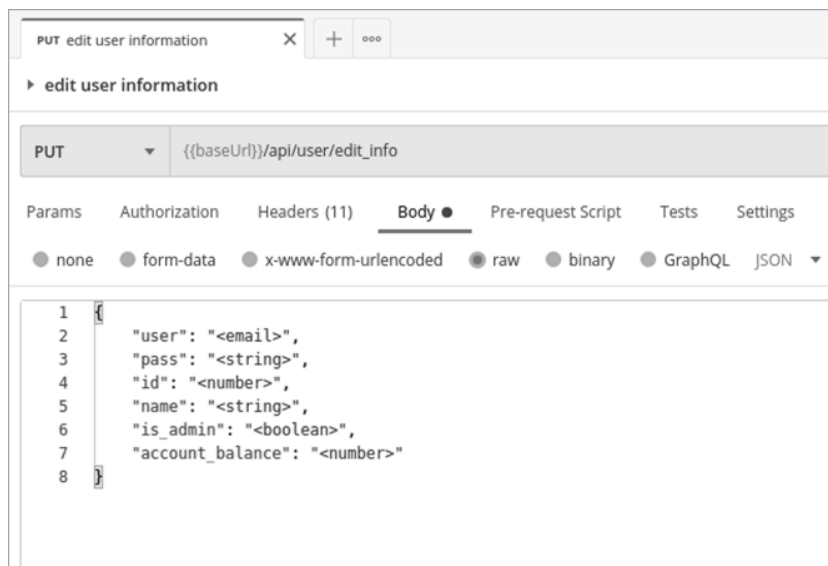 PUT edit user information
edit user information
PUT {{baseUrl}}/api/user/edit_info
Params Authorization Headers (11) Body Pre-request Script Tests Settings
none form-data x-www-form-urlencoded raw binary GraphQL JSON
1 {
2 "user": "<email>",
3 "pass": "<string>",
4 "id": "<number>",
5 "name": "<string>",
6 "is_admin": "<boolean>",
7 "account_balance": "<number>"
8 }